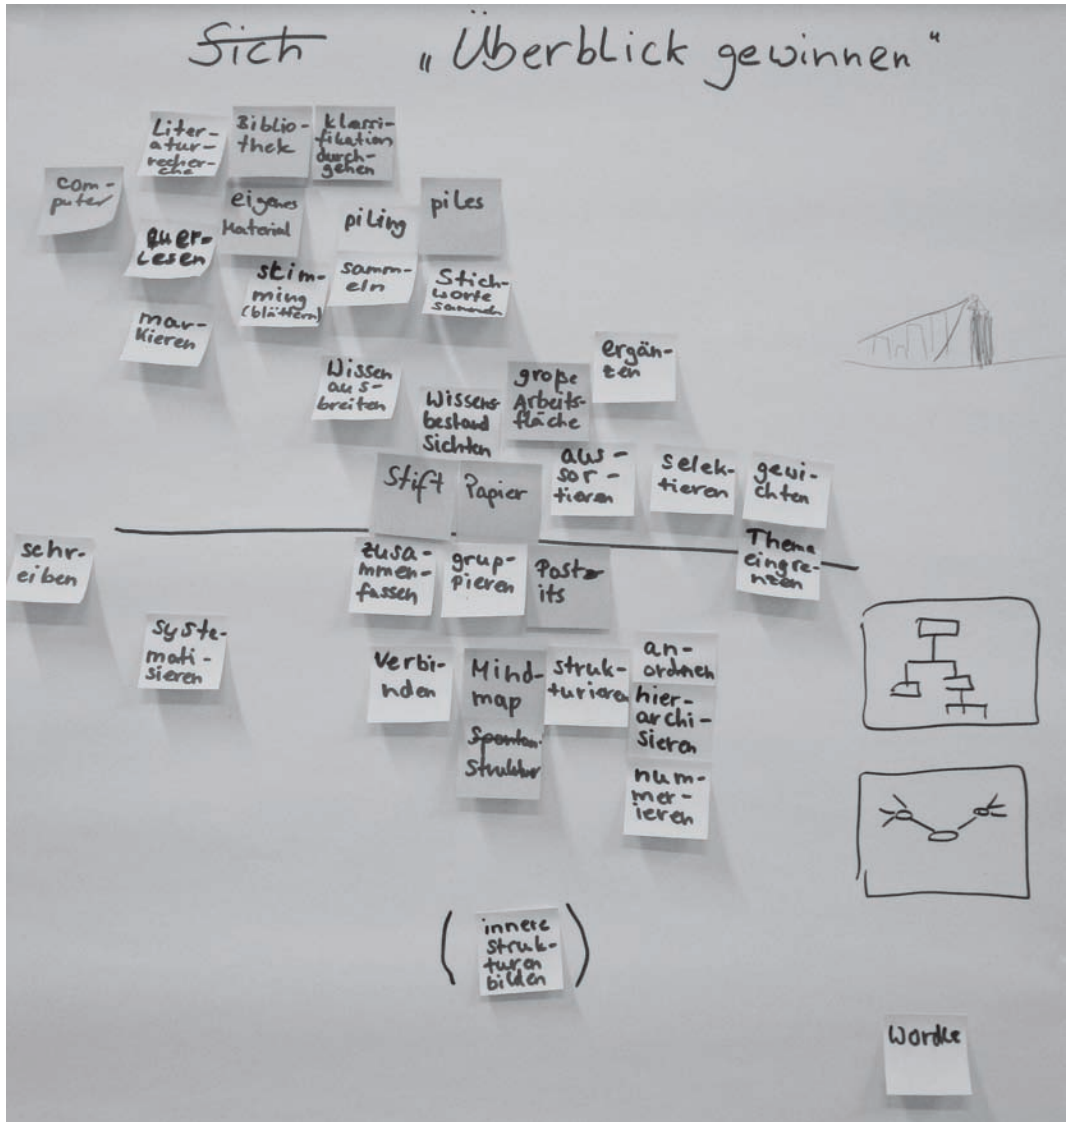 Sich „Überblick gewinnen“
Liter-
atur-
recher-
che
Biblio-
thek
klassi-
fikation
durch-
gehen
com-
puter
eigenes
Material
piling
piles
quer-
lesen
skim-
ming
(blättern)
samm-
eln
Stich-
worte
sammeln
mar-
kieren
Wissen
aus-
breiten
Wissens
bestand
Sichten
große
Arbeits-
fläche
ergän-
zen
Stift
Papier
aus-
sor-
tieren
selek-
tieren
gewi-
chten
schr-
eiben
zusa-
mmen-
fassen
grup-
pieren
Post-
its
Thema
eingre-
nzen
syste-
mati-
sieren
Verbi-
nden
Mind-
map
Spontan
Struktur
struk-
turieren
an-
ordnen
hier-
archi-
sieren
num-
mer-
ieren
(innere
struk-
turen
bilden)
Wordle